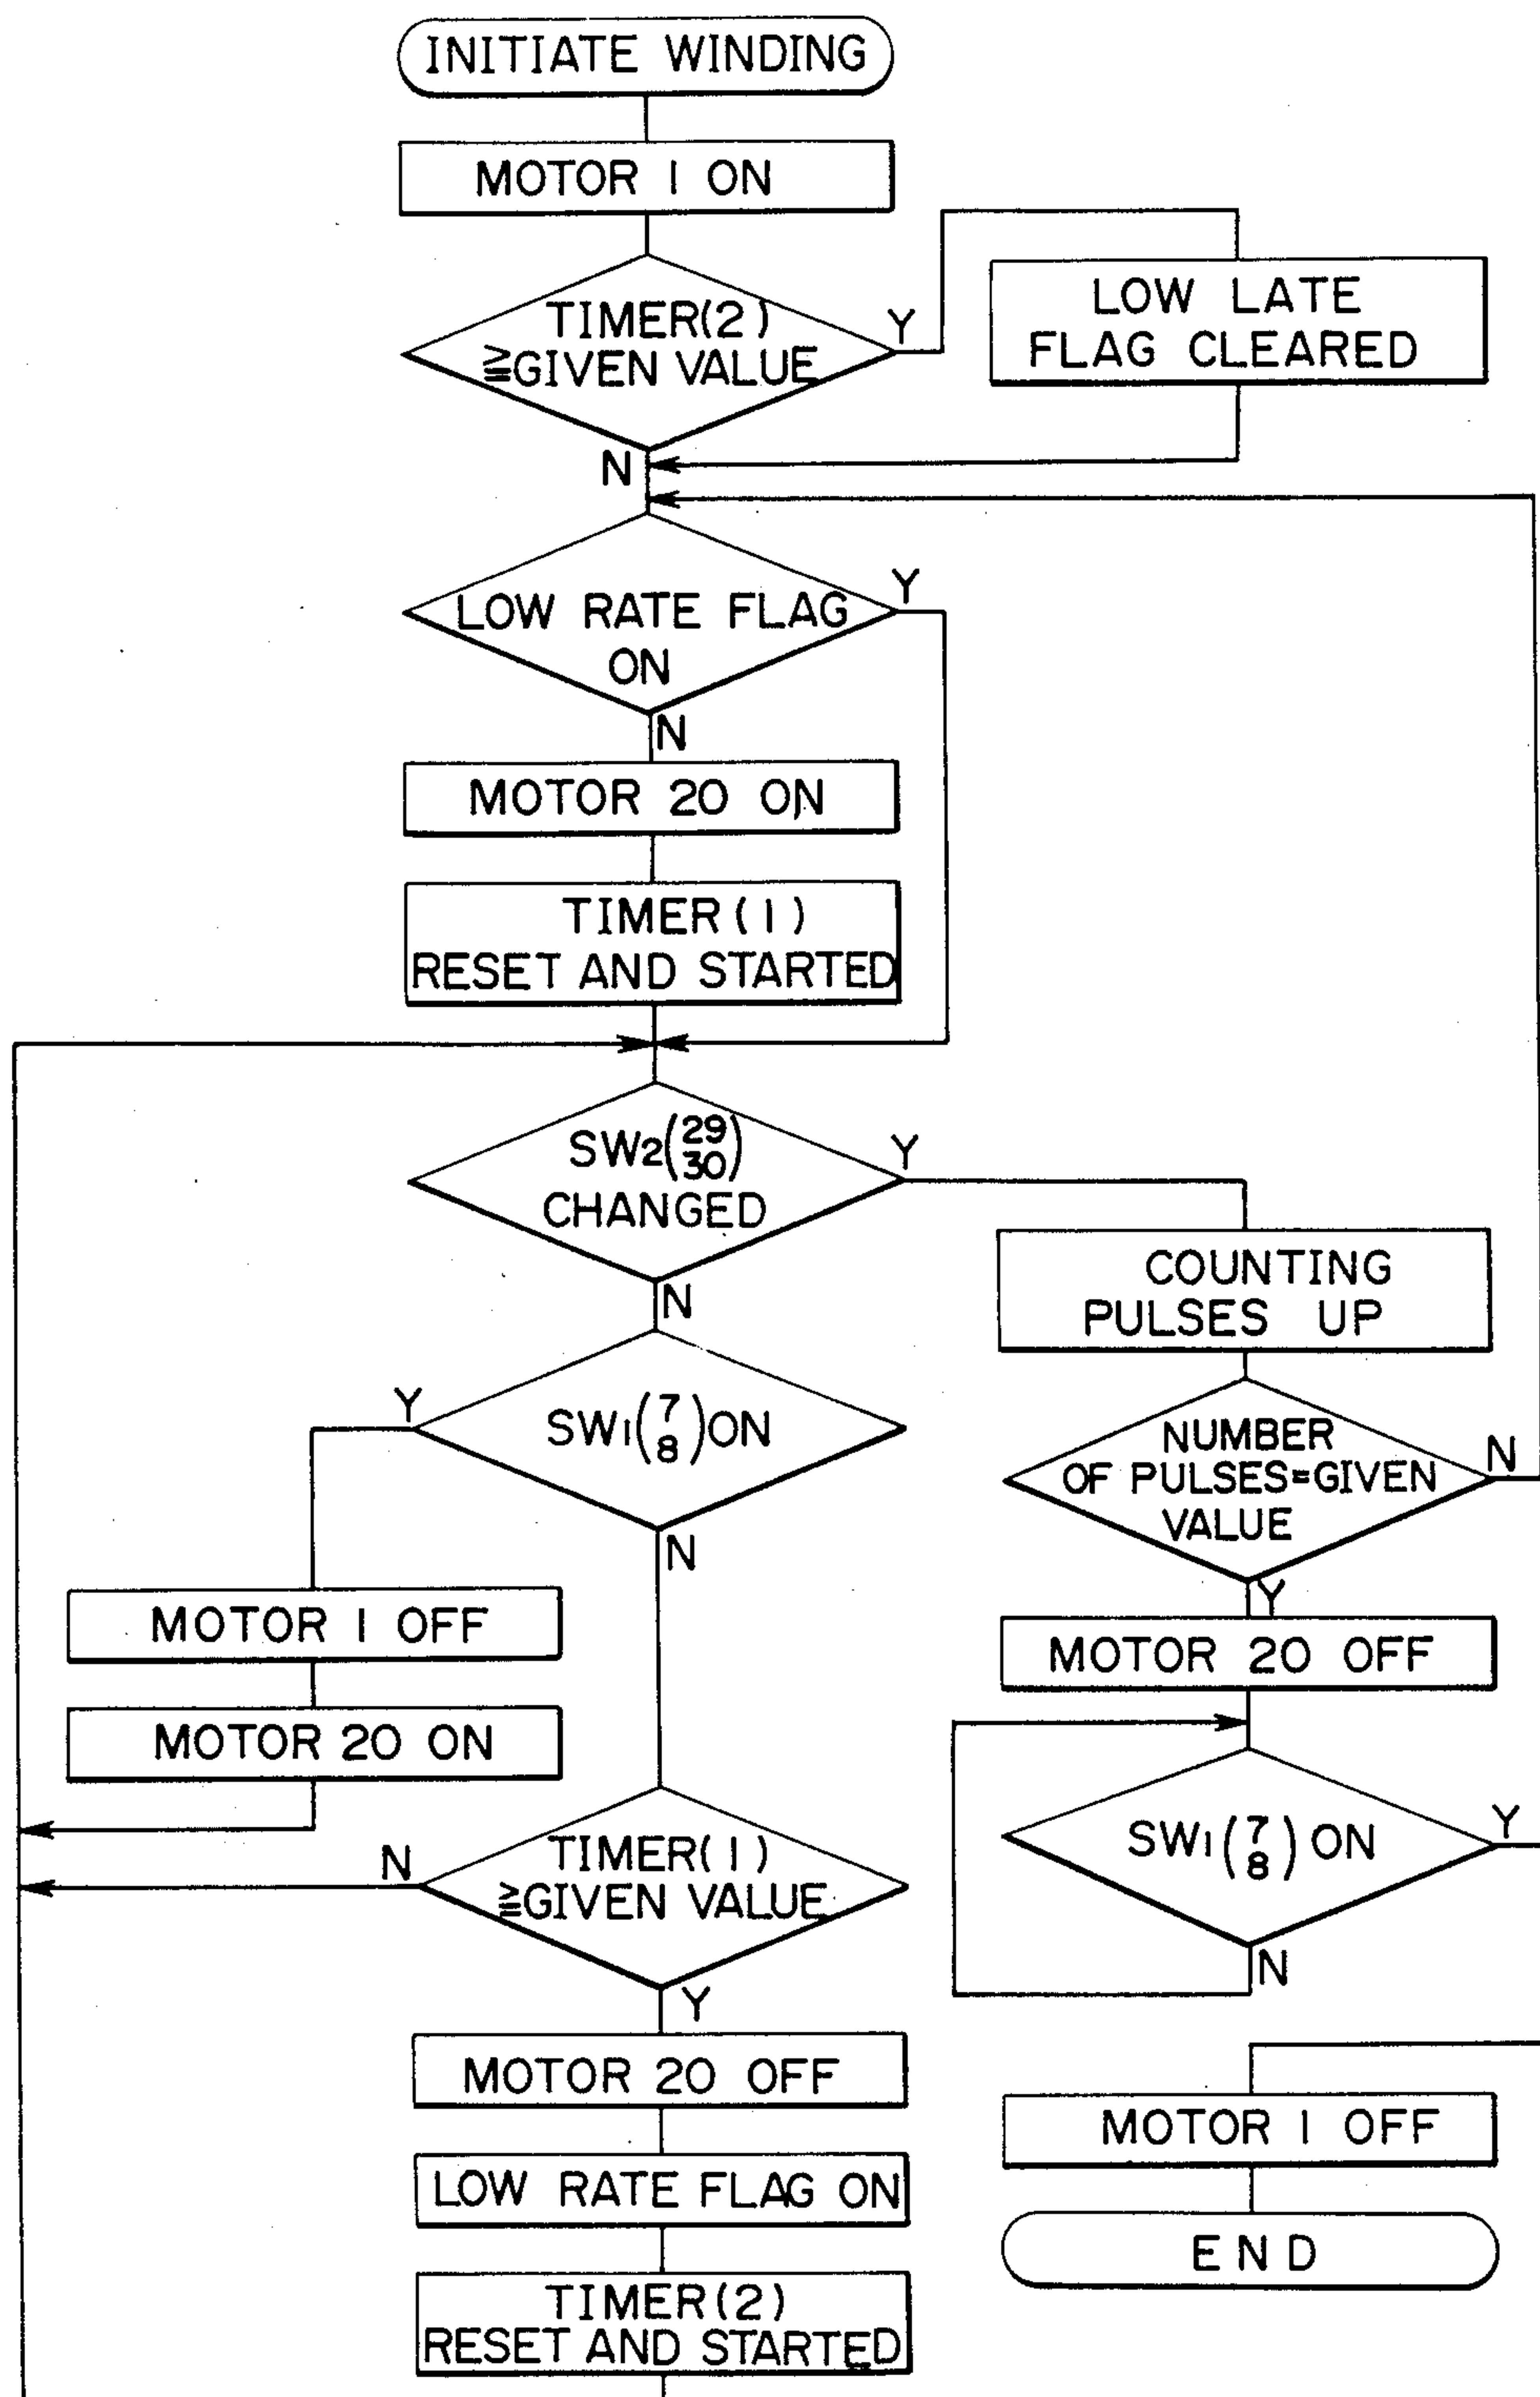 INITIATE WINDING
MOTOR 1 ON
TIMER(2)
≧GIVEN VALUE
Y
N
LOW LATE
FLAG CLEARED
LOW RATE FLAG
ON
Y
N
MOTOR 20 ON
TIMER(1)
RESET AND STARTED
SW2(29
30)
CHANGED
Y
N
COUNTING
PULSES UP
SW1(7
8)ON
Y
N
NUMBER
OF PULSES=GIVEN
VALUE
N
Y
MOTOR 1 OFF
MOTOR 20 ON
MOTOR 20 OFF
SW1(7
8)ON
Y
N
TIMER(1)
≧GIVEN VALUE
N
Y
MOTOR 20 OFF
LOW RATE FLAG ON
TIMER(2)
RESET AND STARTED
MOTOR 1 OFF
END